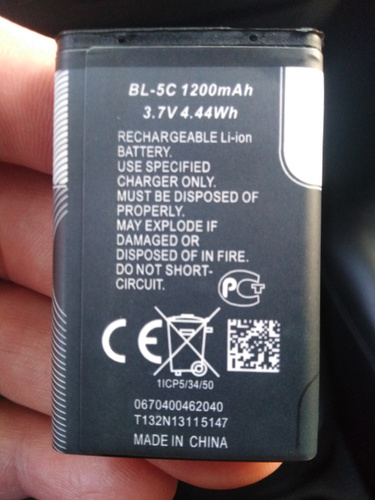 BL-5C 1200mAh
3.7V 4.44Wh
RECHARGEABLE Li-ion
BATTERY.
USE SPECIFIED
CHARGER ONLY.
MUST BE DISPOSED OF
PROPERLY.
MAY EXPLODE IF
DAMAGED OR
DISPOSED OF IN FIRE.
DO NOT SHORT-
CIRCUIT.
РСТ
CE
1ICP5/34/50
0670400462040
T132N13115147
MADE IN CHINA